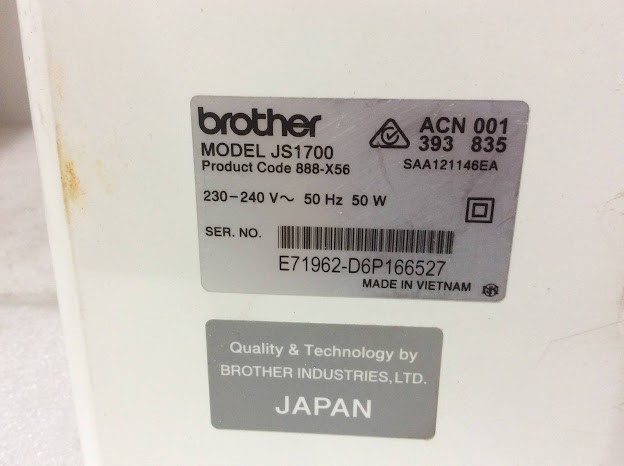 brother
MODEL JS1700
Product Code 888-X56
ACN 001
393 835
SAA121146EA
230-240 V～ 50 Hz 50 W
SER. NO.
E71962-D6P166527
MADE IN VIETNAM
Quality & Technology by
BROTHER INDUSTRIES, LTD.
JAPAN